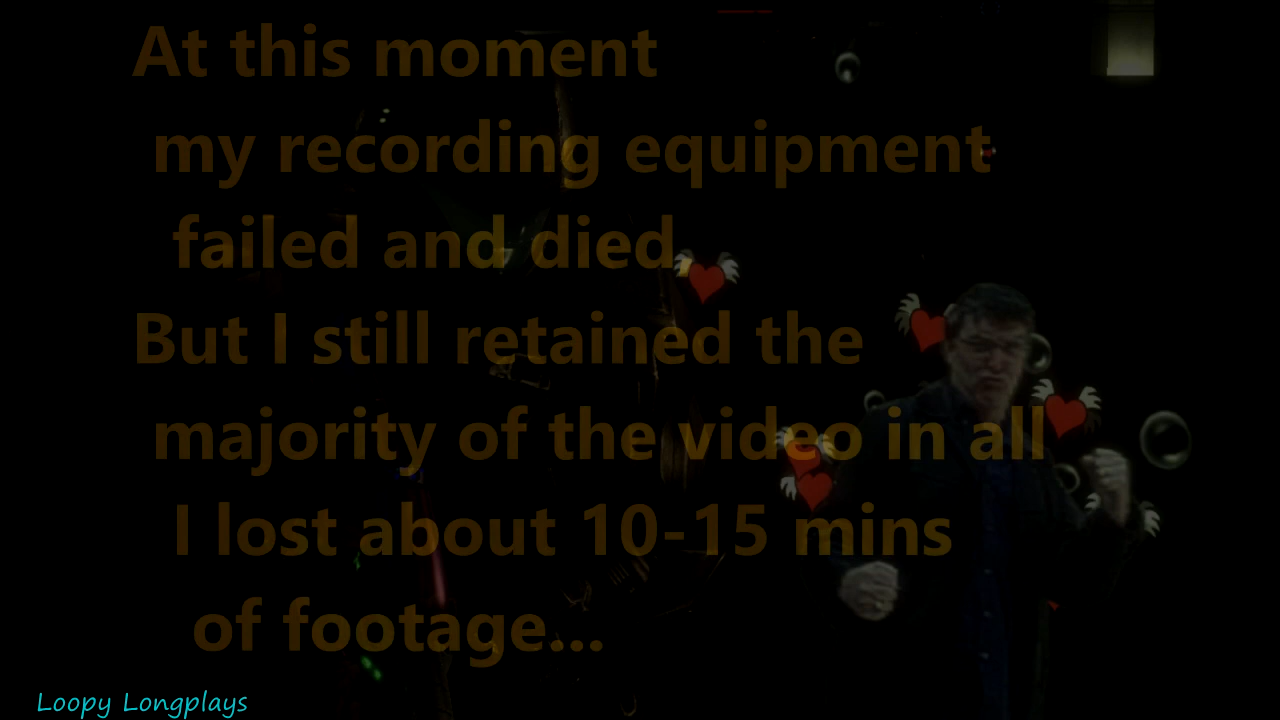 At this moment
my recording equipment
failed and died
But I still retained the
majority of the video in all
I lost about 10-15 mins
of footage...
Loopy Longplays